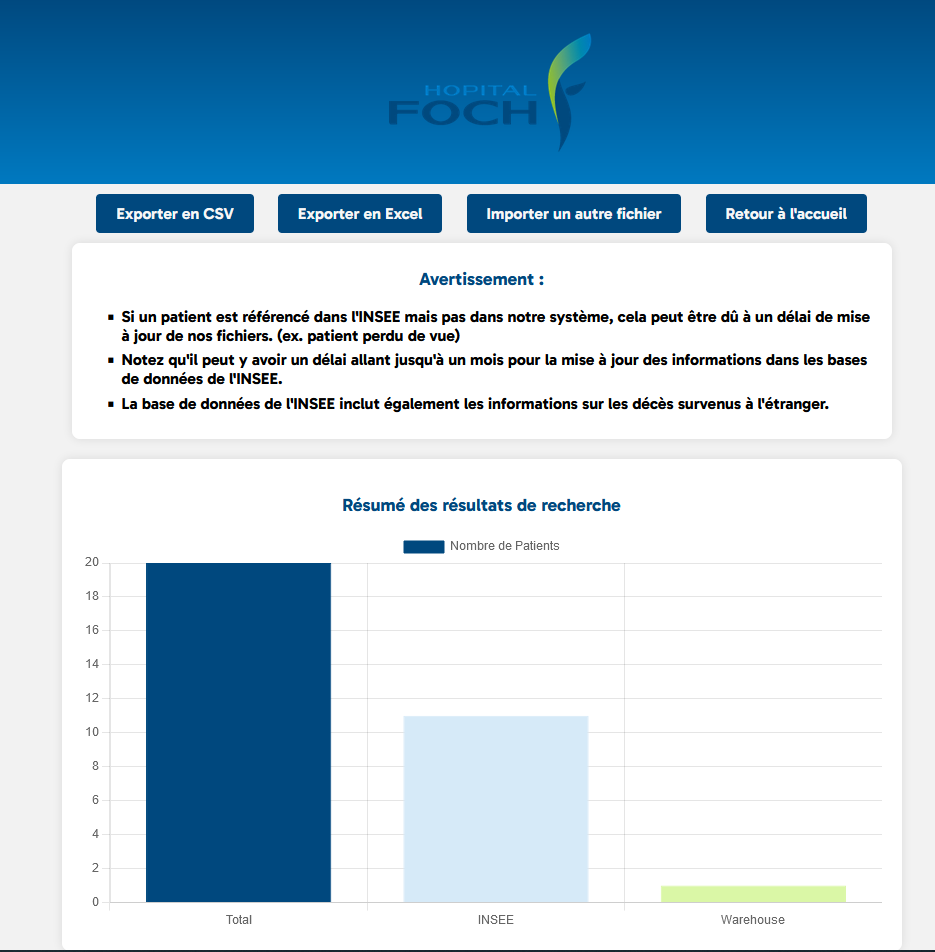 HOPITAL
FOCH
Exporter en CSV
Exporter en Excel
Importer un autre fichier
Retour à l'accueil
Avertissement :
▪ Si un patient est référencé dans l'INSEE mais pas dans notre système, cela peut être dû à un délai de mise
à jour de nos fichiers. (ex. patient perdu de vue)
▪ Notez qu'il peut y avoir un délai allant jusqu'à un mois pour la mise à jour des informations dans les bases
de données de l'INSEE.
▪ La base de données de l'INSEE inclut également les informations sur les décès survenus à l'étranger.
Résumé des résultats de recherche
Nombre de Patients
20
18
16
14
12
10
8
6
4
2
0
Total
INSEE
Warehouse